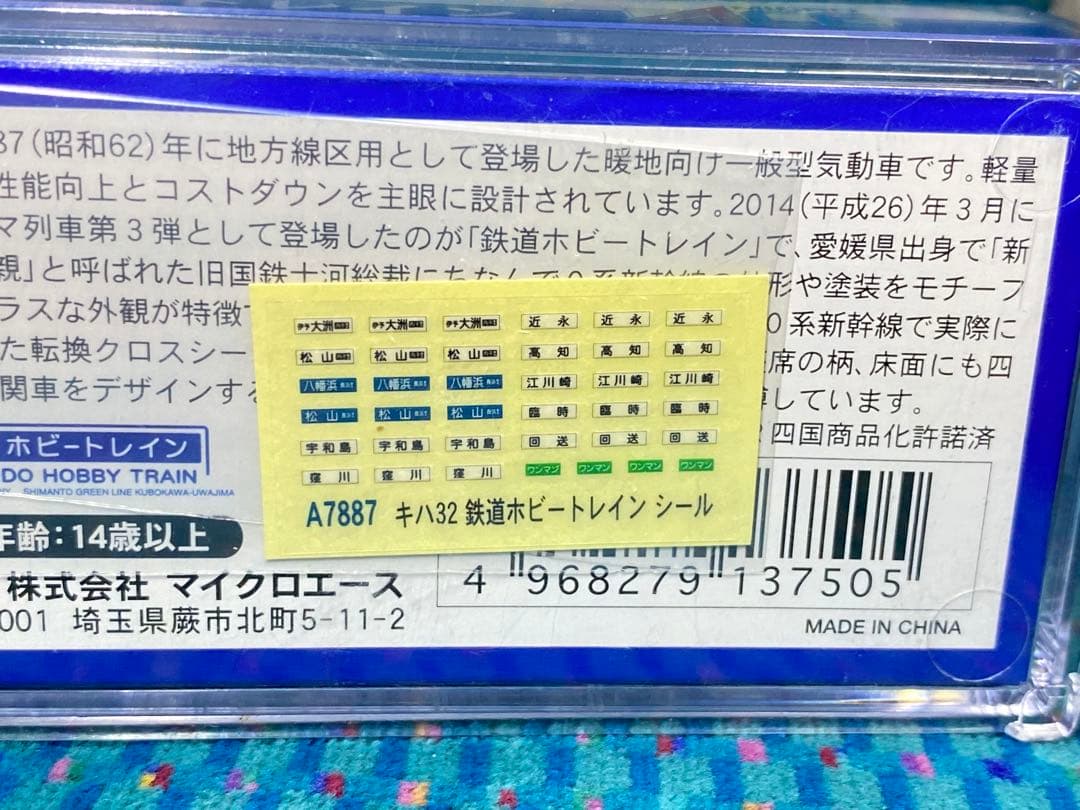 87(昭和62)年に地方線区用として登場した暖地向け一般型気動車です。軽量
性能向上とコストダウンを主眼に設計されています。2014(平成26)年3月に
マ列車第3弾として登場したのが「鉄道ホビートレイン」で、愛媛県出身で「新
親」と呼ばれた旧国鉄十河総裁にちなんで0系新幹線の 形や塗装をモチーフ
ラスな外観が特徴 0系新幹線で実際に
た転換クロスシー 座席の柄、床面にも四
関車をデザインする しています。
四国商品化許諾済
伊予大洲 伊予大洲 伊予大洲 近永 近永 近永
松山 松山 松山 高知 高知 高知
八幡浜 八幡浜 八幡浜 江川崎 江川崎 江川崎
松山 松山 松山 臨時 臨時 臨時
宇和島 宇和島 宇和島 回送 回送 回送
窪川 窪川 窪川 ワンマン ワンマン ワンマン ワンマン
A7887 キハ32 鉄道ホビートレイン シール
ホビートレイン
DO HOBBY TRAIN
SHIMANTO GREEN LINE KUBOKAWA-UWAJIMA
年齢:14歳以上
株式会社 マイクロエース
001 埼玉県蕨市北町5-11-2
4 968279 137505
MADE IN CHINA